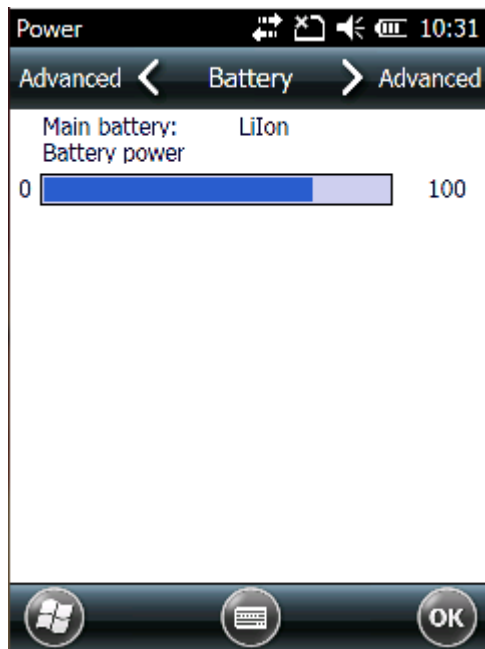 Power 10:31
Advanced Battery Advanced
Main battery: LiIon
Battery power
0 100
OK